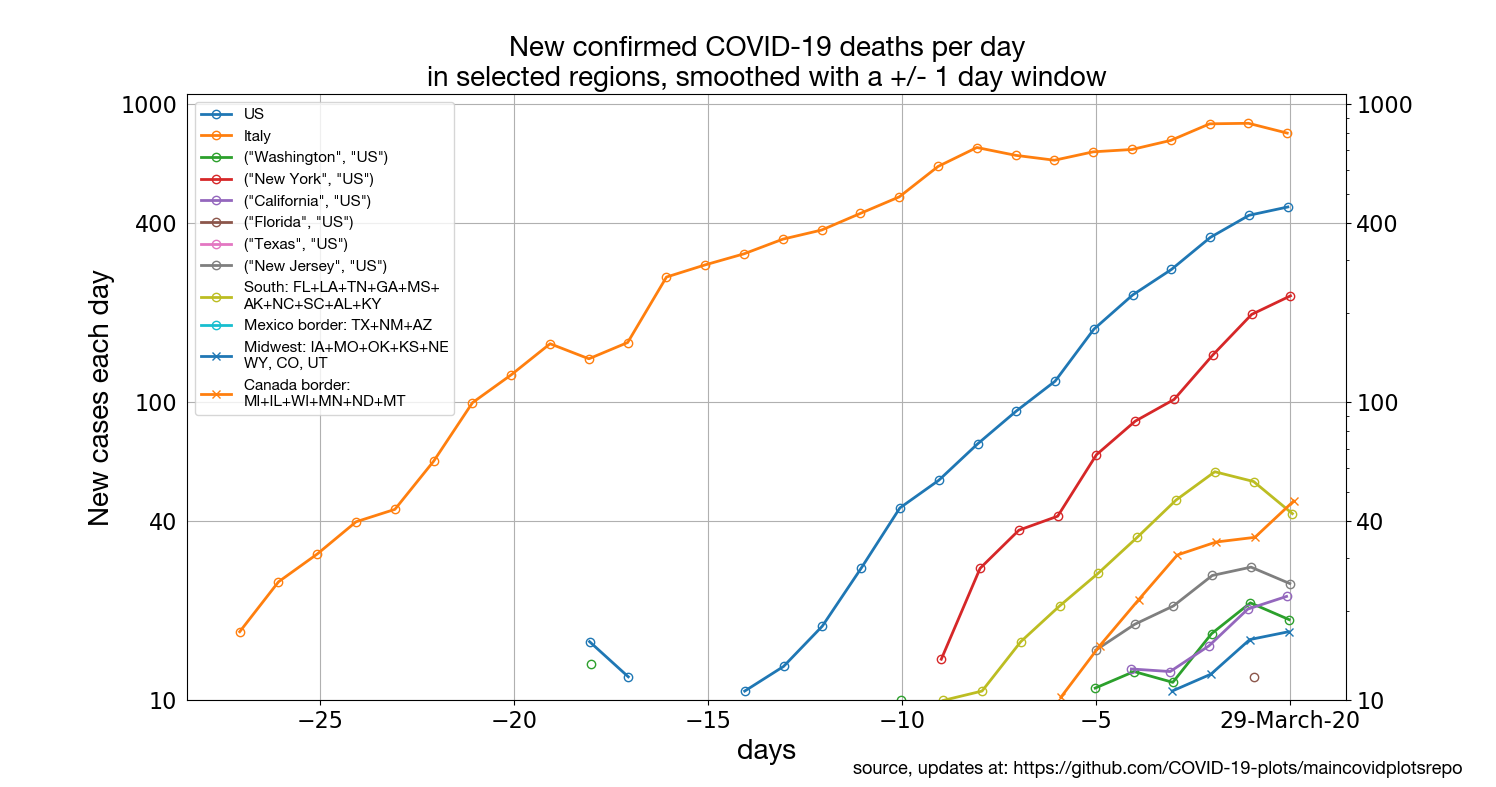 New confirmed COVID-19 deaths per day
in selected regions, smoothed with a +/- 1 day window
1000
400
100
40
10
New cases each day
US
Italy
("Washington", "US")
("New York", "US")
("California", "US")
("Florida", "US")
("Texas", "US")
("New Jersey", "US")
South: FL+LA+TN+GA+MS+
AK+NC+SC+AL+KY
Mexico border: TX+NM+AZ
Midwest: IA+MO+OK+KS+NE
WY, CO, UT
Canada border:
MI+IL+WI+MN+ND+MT
1000
400
100
40
10
−25
−20
−15
−10
−5
29-March-20
days
source, updates at: https://github.com/COVID-19-plots/maincovidplotsrepo